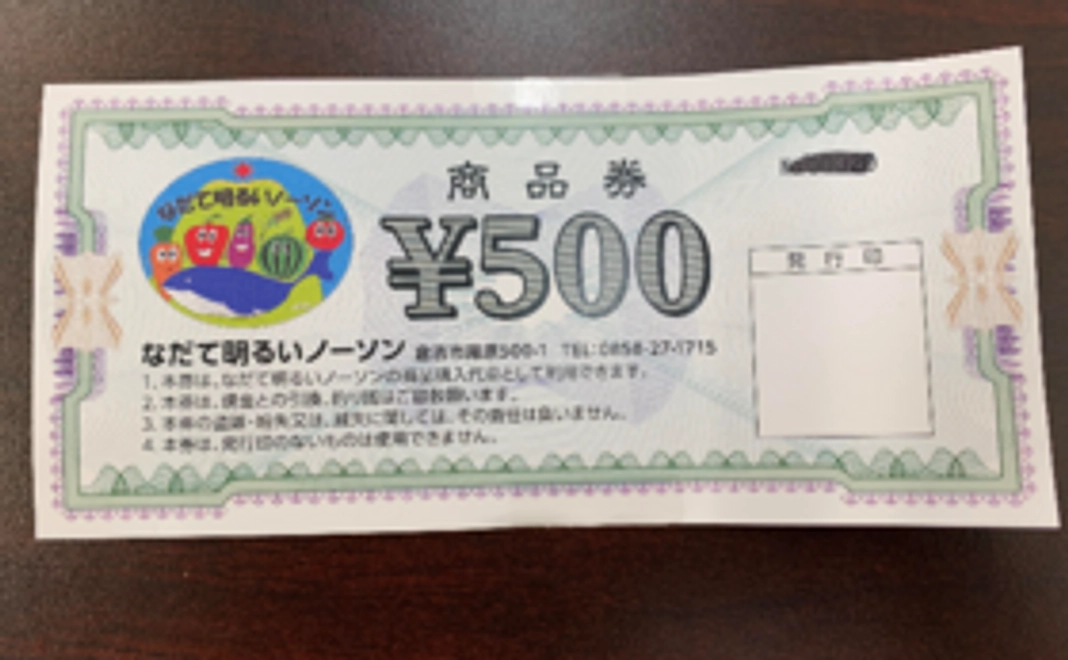 なだて明るいノーソン
商品券
¥500
発行印
なだて明るいノーソン 倉吉市尾原500-1 TEL:0858-27-1715
1. 本券は、なだて明るいノーソンの商品購入代金として利用できます。
2. 本券は、現金との引換、釣り銭はご容赦願います。
3. 本券の盗難・紛失又は、滅失に関しては、その責任は負いません。
4. 本券は、発行印のないものは使用できません。